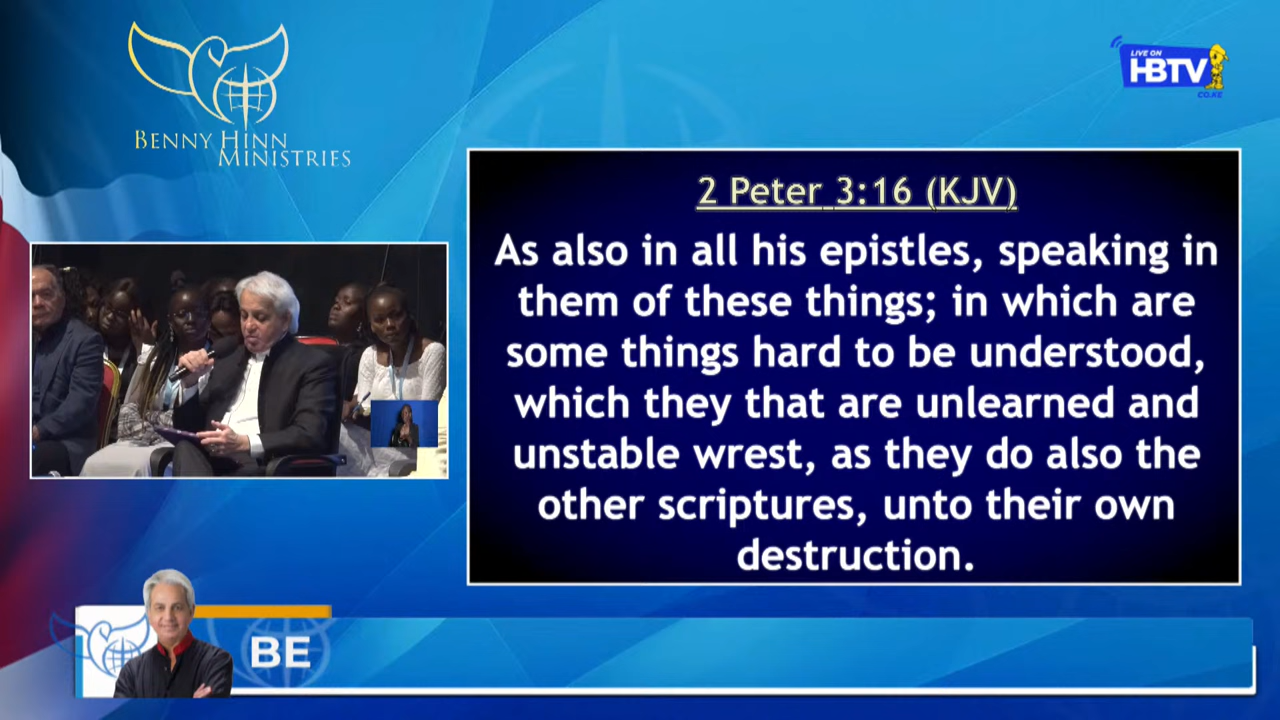 BENNY HINN
MINISTRIES
LIVE ON
HBTV
CO.KE
2 Peter 3:16 (KJV)
As also in all his epistles, speaking in
them of these things; in which are
some things hard to be understood,
which they that are unlearned and
unstable wrest, as they do also the
other scriptures, unto their own
destruction.
BE